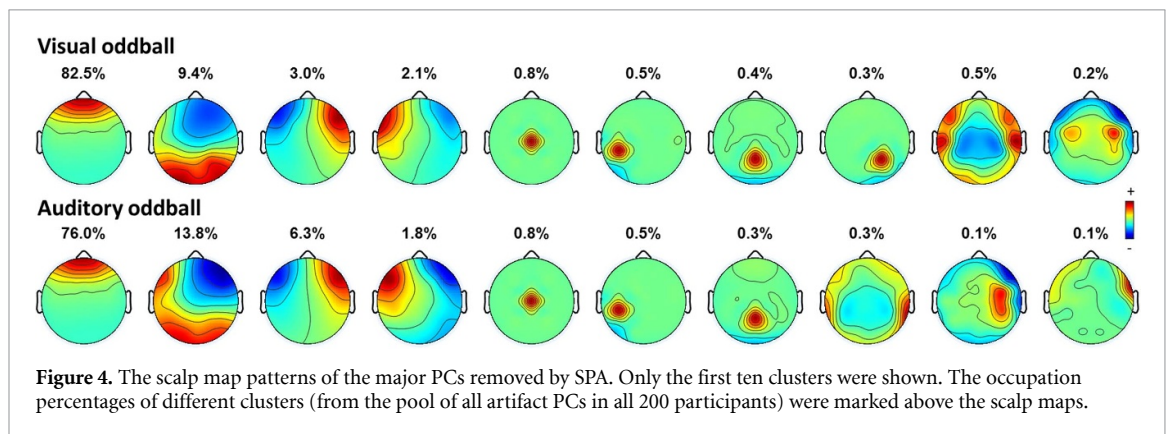 Visual oddball
82.5% 9.4% 3.0% 2.1% 0.8% 0.5% 0.4% 0.3% 0.5% 0.2%
+
-
Auditory oddball
76.0% 13.8% 6.3% 1.8% 0.8% 0.5% 0.3% 0.3% 0.1% 0.1%
Figure 4. The scalp map patterns of the major PCs removed by SPA. Only the first ten clusters were shown. The occupation
percentages of different clusters (from the pool of all artifact PCs in all 200 participants) were marked above the scalp maps.